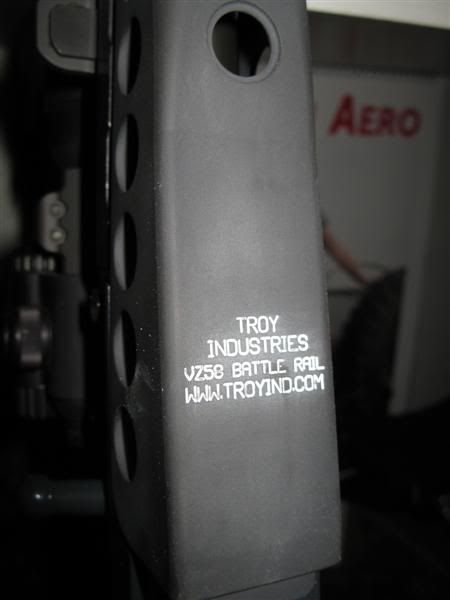 AERO
TROY
INDUSTRIES
VZ58 BATTLE RAIL
WWW.TROYIND.COM